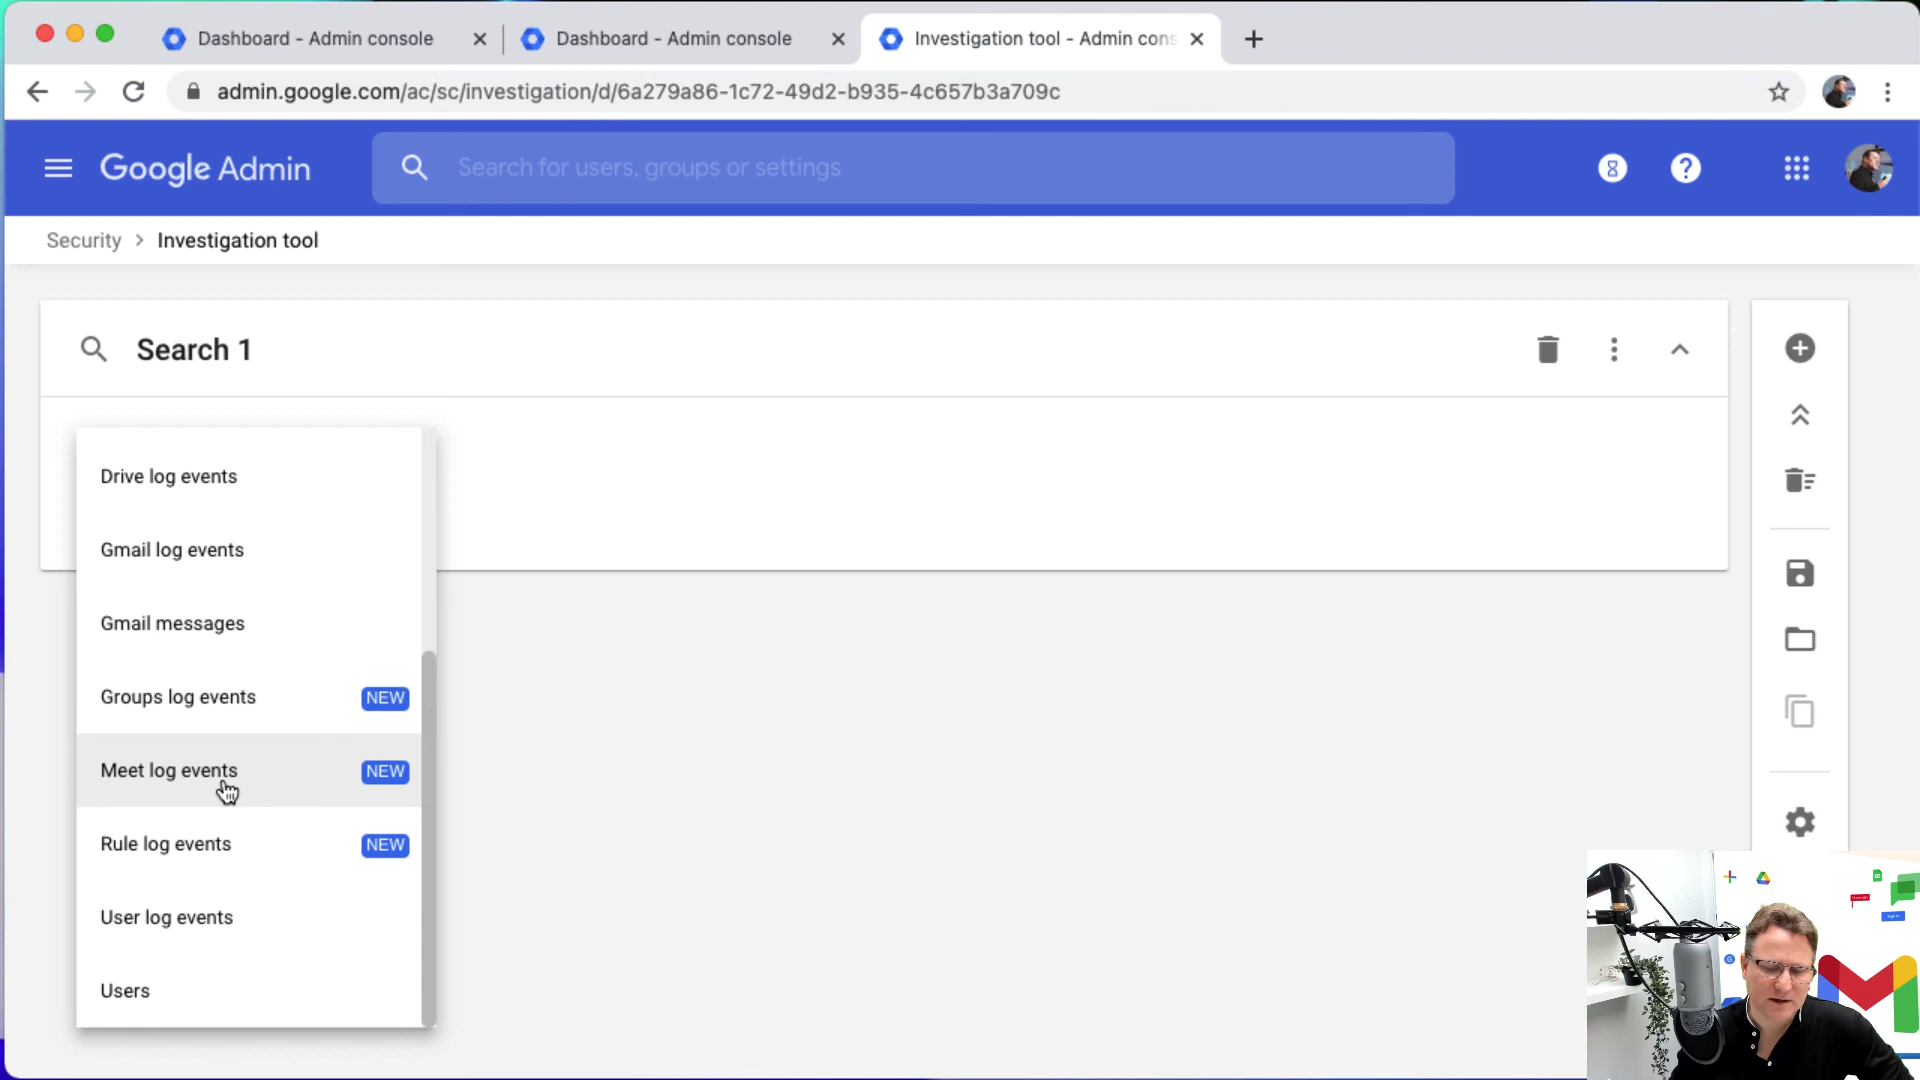 Dashboard - Admin console
Dashboard - Admin console
Investigation tool - Admin cons
admin.google.com/ac/sc/investigation/d/6a279a86-1c72-49d2-b935-4c657b3a709c
Google Admin
Search for users, groups or settings
Security > Investigation tool
Search 1
Drive log events
Gmail log events
Gmail messages
Groups log events NEW
Meet log events NEW
Rule log events NEW
User log events
Users